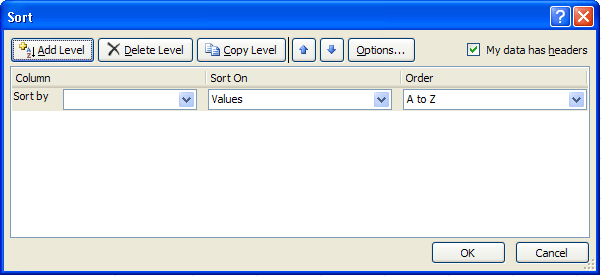 Sort
Add Level Delete Level Copy Level Options... My data has headers
Column Sort On Order
Sort by Values A to Z
OK Cancel